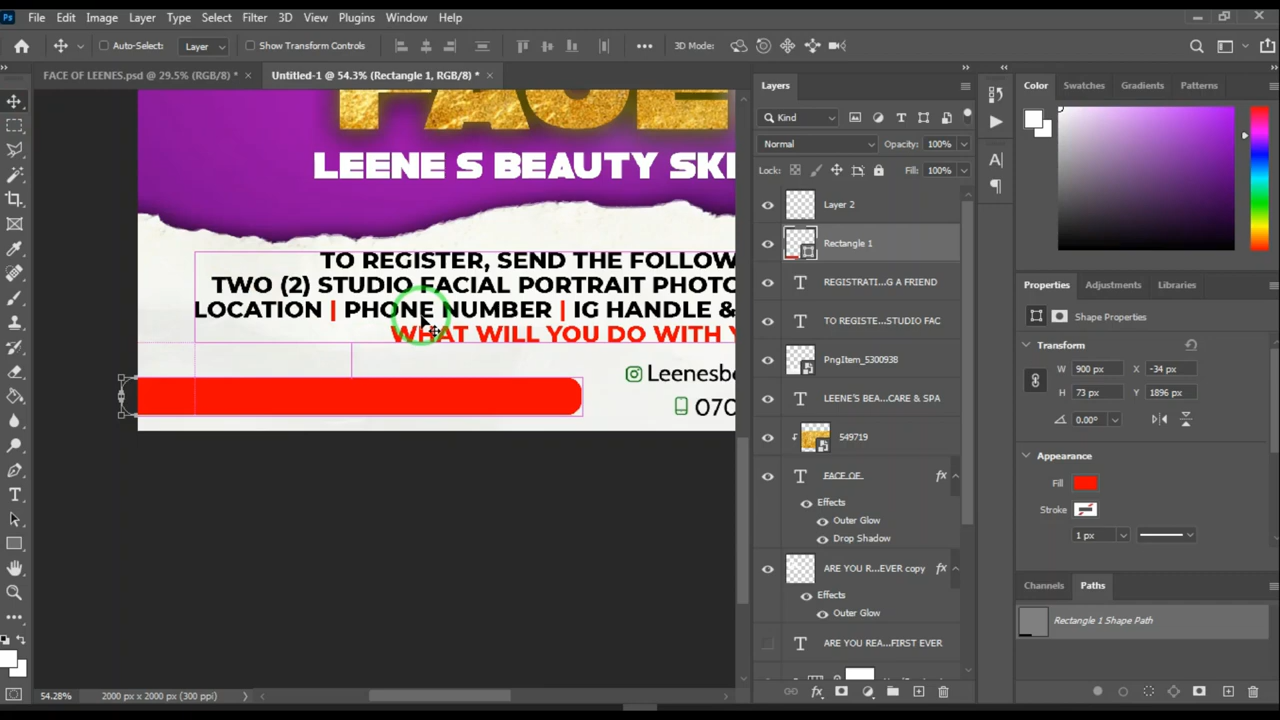 Ps File Edit Image Layer Type Select Filter 3D View Plugins Window Help
Auto-Select: Layer Show Transform Controls 3D Mode:
FACE OF LEENES.psd @ 29.5% (RGB/8) * Untitled-1 @ 54.3% (Rectangle 1, RGB/8) *
FACE
LEENE S BEAUTY SKI
TO REGISTER, SEND THE FOLLOW
TWO (2) STUDIO FACIAL PORTRAIT PHOTO
LOCATION | PHONE NUMBER | IG HANDLE &
WHAT WILL YOU DO WITH Y
Leenesb
070
54.28% 2000 px x 2000 px (300 ppi)
Layers
Kind
Normal Opacity: 100%
Lock: Fill: 100%
Layer 2
Rectangle 1
REGISTRATI...G A FRIEND
TO REGISTE...STUDIO FAC
PngItem_5300938
LEENE'S BEA...CARE & SPA
549719
FACE OF fx
Effects
Outer Glow
Drop Shadow
ARE YOU R...EVER copy fx
Effects
Outer Glow
ARE YOU REA...FIRST EVER
Color Swatches Gradients Patterns
Properties Adjustments Libraries
Shape Properties
Transform
W 900 px X -34 px
H 73 px Y 1896 px
0.00°
Appearance
Fill
Stroke
1 px
Channels Paths
Rectangle 1 Shape Path